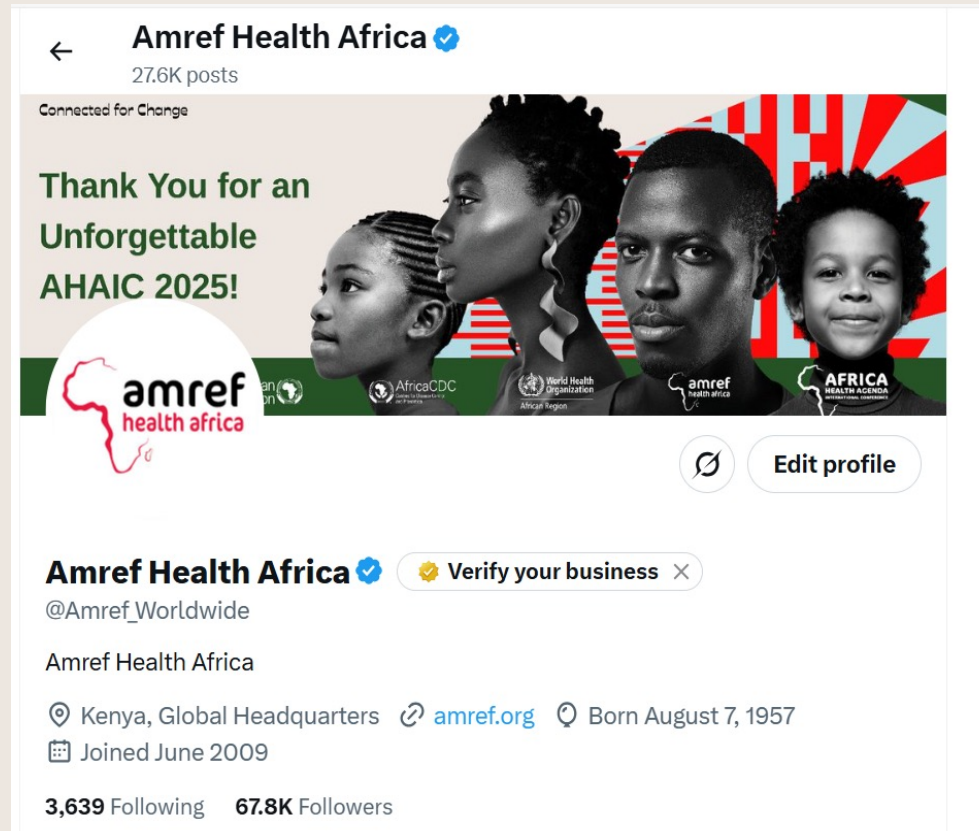 Amref Health Africa
27.6K posts
Connected for Change
Thank You for an
Unforgettable
AHAIC 2025!
amref
health africa
an
AfricaCDC
World Health
Organization
African Region
amref
health africa
AFRICA
HEALTH AGENDA
INTERNATIONAL CONFERENCE
Edit profile
Amref Health Africa
Verify your business
@Amref_Worldwide
Amref Health Africa
Kenya, Global Headquarters amref.org Born August 7, 1957
Joined June 2009
3,639 Following 67.8K Followers